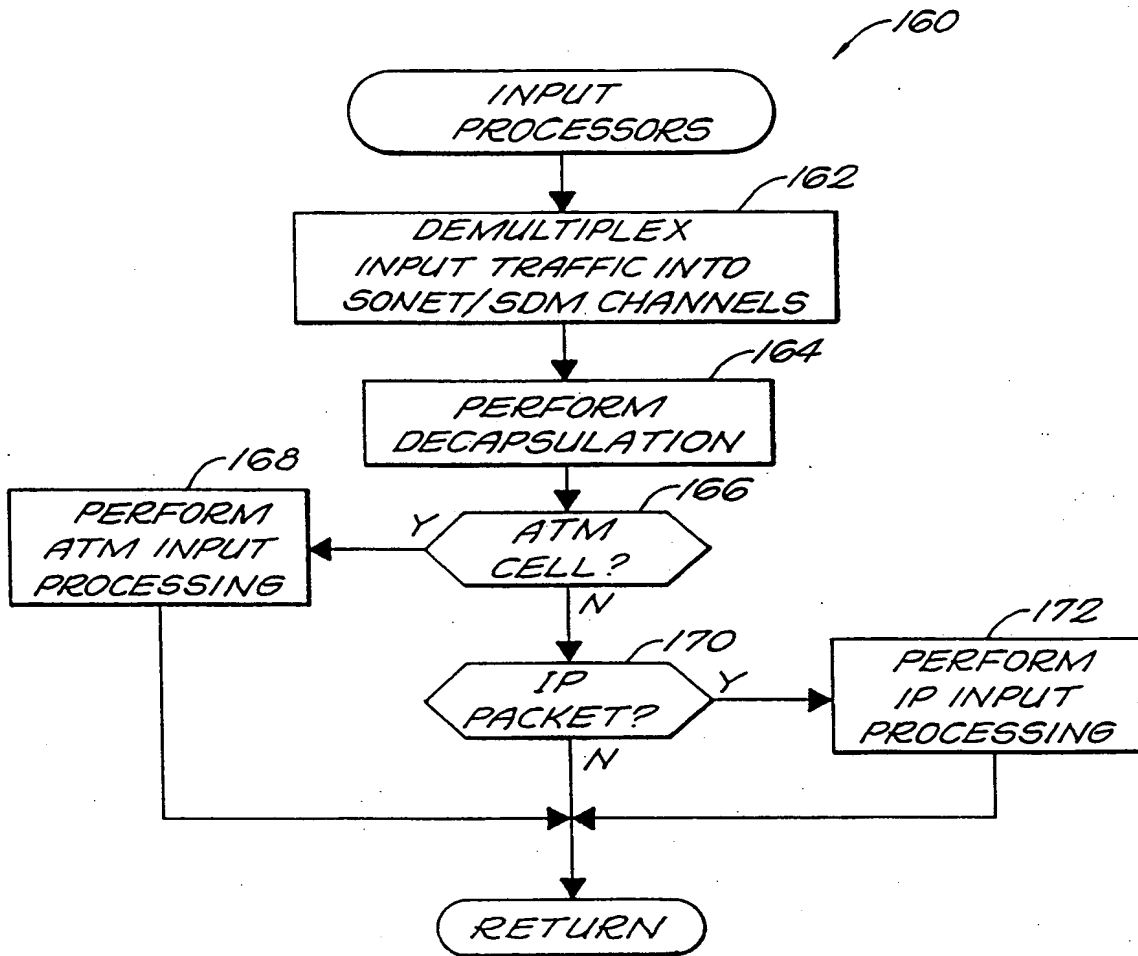 160
INPUT
PROCESSORS
162
DEMULTIPLEX
INPUT TRAFFIC INTO
SONET/SDM CHANNELS
164
PERFORM
DECAPSULATION
168
PERFORM
ATM INPUT
PROCESSING
166
Y
ATM
CELL?
N
170
IP
PACKET?
Y
N
172
PERFORM
IP INPUT
PROCESSING
RETURN